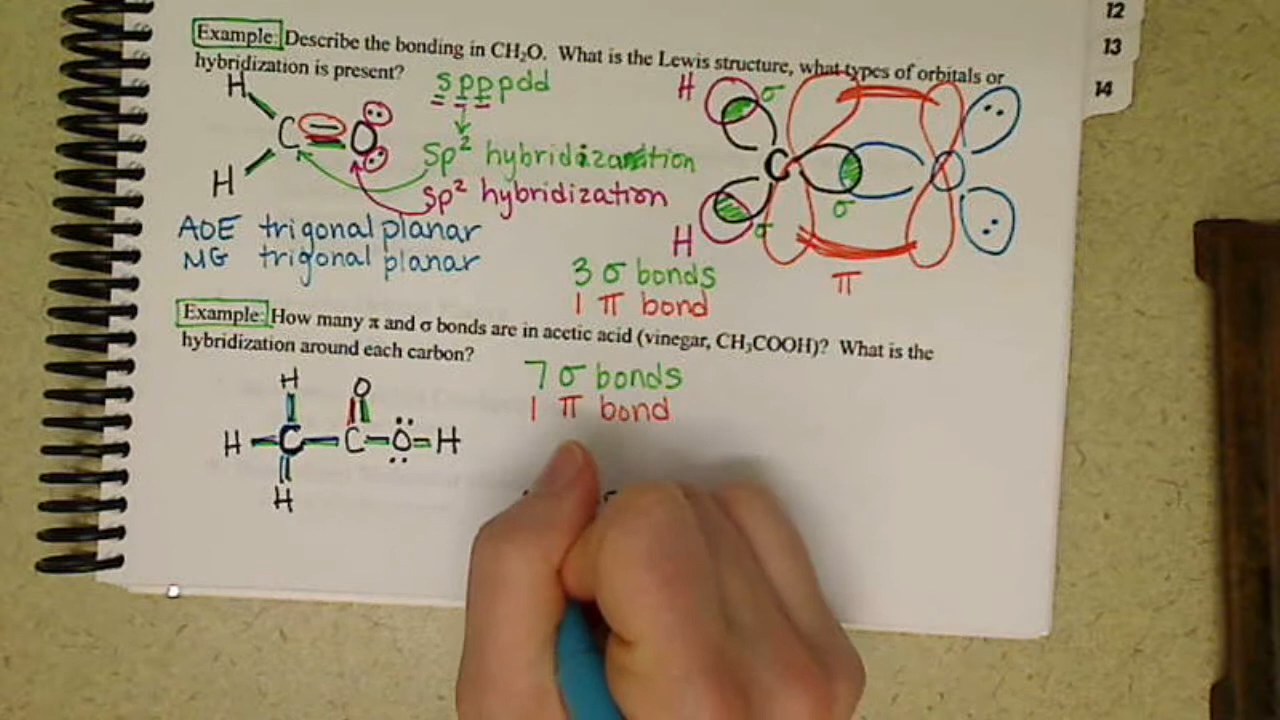 12
13
14
Example: Describe the bonding in CH₂O. What is the Lewis structure, what types of orbitals or
hybridization is present?
s p p p d d
H
C O
H
sp² hybridization
sp² hybridization
AOE trigonal planar
MG trigonal planar
H σ
C
σ
H σ
π
3 σ bonds
1 π bond
Example: How many π and σ bonds are in acetic acid (vinegar, CH₃COOH)? What is the
hybridization around each carbon?
7 σ bonds
1 π bond
H O
H C C O H
H